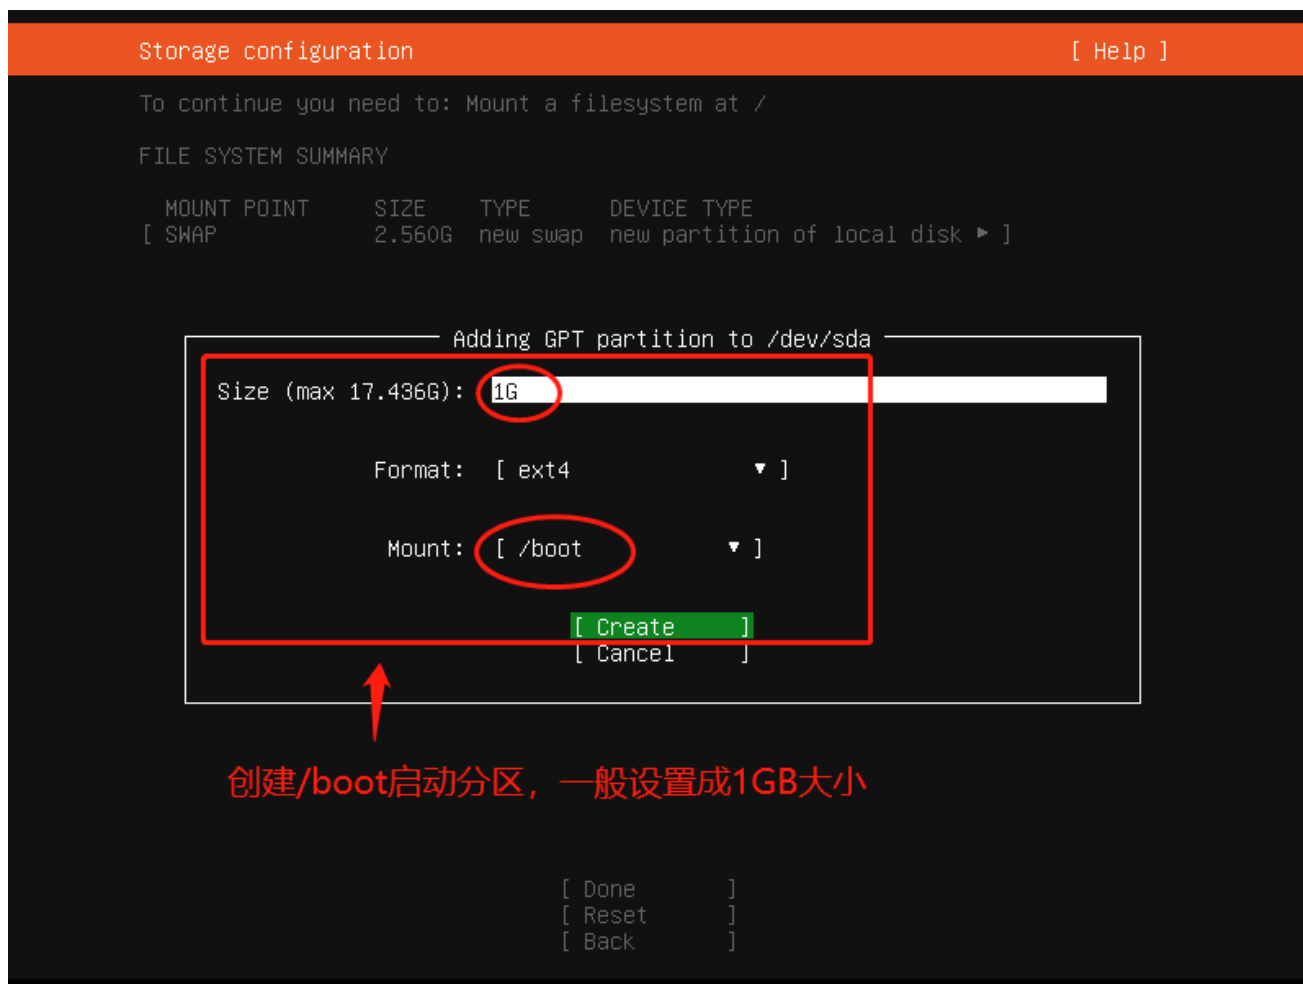 Storage configuration [ Help ]
To continue you need to: Mount a filesystem at /
FILE SYSTEM SUMMARY
MOUNT POINT SIZE TYPE DEVICE TYPE
[ SWAP 2.560G new swap new partition of local disk ▸ ]
Adding GPT partition to /dev/sda
Size (max 17.436G): 1G
Format: [ ext4 ▾ ]
Mount: [ /boot ▾ ]
[ Create ]
[ Cancel ]
创建/boot启动分区，一般设置成1GB大小
[ Done ]
[ Reset ]
[ Back ]